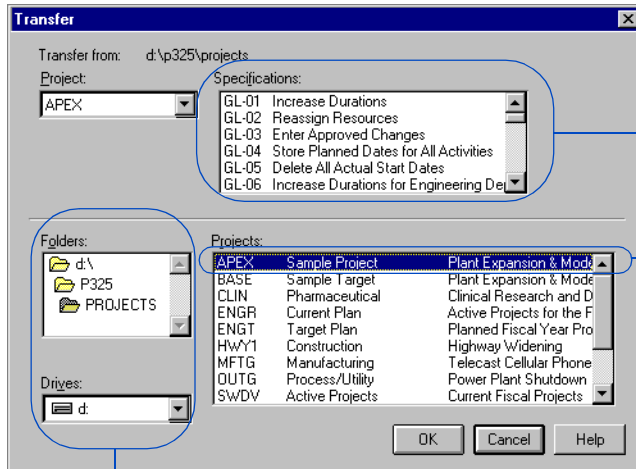 Transfer
Transfer from: d:\p325\projects
Project:
APEX
Specifications:
GL-01 Increase Durations
GL-02 Reassign Resources
GL-03 Enter Approved Changes
GL-04 Store Planned Dates for All Activities
GL-05 Delete All Actual Start Dates
GL-06 Increase Durations for Engineering De
Folders:
d:\
P325
PROJECTS
Drives:
d:
Projects:
APEX Sample Project Plant Expansion & Mode
BASE Sample Target Plant Expansion & Mode
CLIN Pharmaceutical Clinical Research and D
ENGR Current Plan Active Projects for the F
ENGT Target Plan Planned Fiscal Year Pro
HWY1 Construction Highway Widening
MFTG Manufacturing Telecast Cellular Phone
OUTG Process/Utility Power Plant Shutdown
SWDV Active Projects Current Fiscal Projects
OK Cancel Help